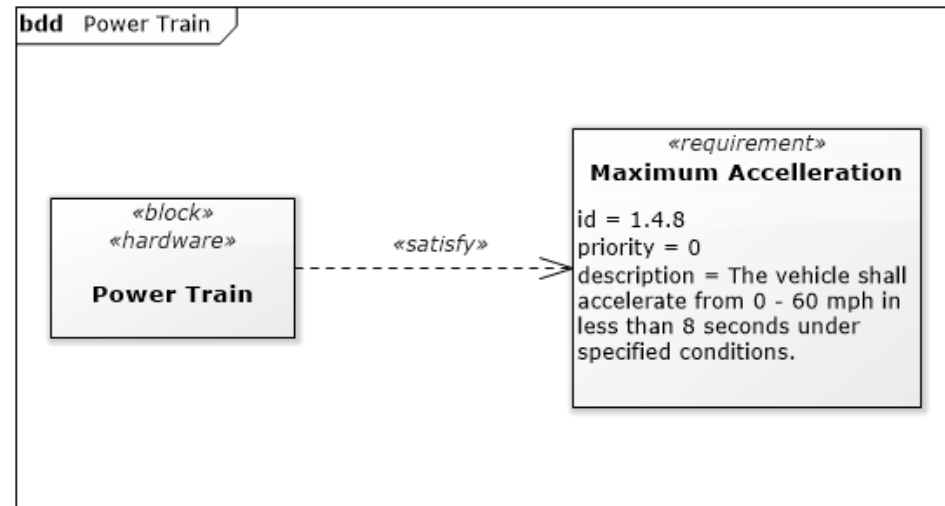 bdd Power Train
«block»
«hardware»
Power Train
«satisfy»
«requirement»
Maximum Accelleration
id = 1.4.8
priority = 0
description = The vehicle shall
accelerate from 0 - 60 mph in
less than 8 seconds under
specified conditions.